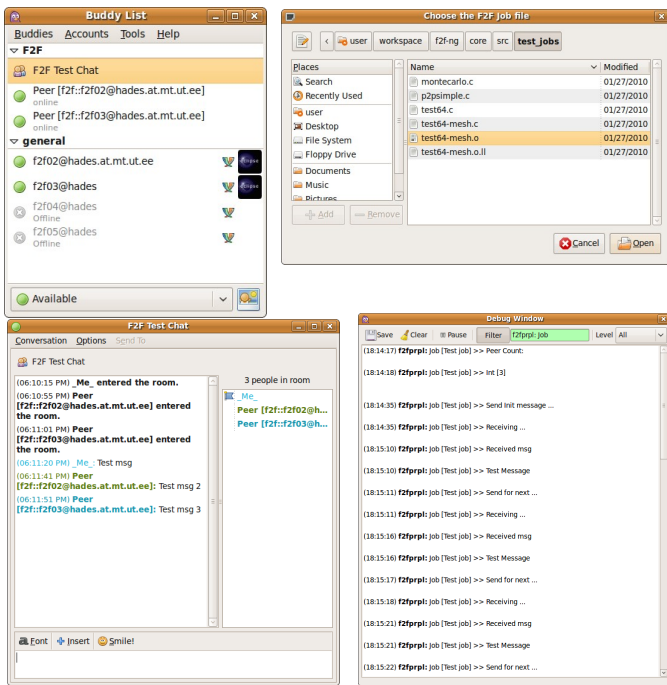 Buddy List
Buddies Accounts Tools Help
F2F
F2F Test Chat
Peer [f2f::f2f02@hades.at.mt.ut.ee]
online
Peer [f2f::f2f03@hades.at.mt.ut.ee]
online
general
f2f02@hades.at.mt.ut.ee
f2f03@hades
f2f04@hades
Offline
f2f05@hades
Offline
Available
Choose the F2F Job file
user workspace f2f-ng core src test_jobs
Places
Search
Recently Used
user
Desktop
File System
Floppy Drive
Documents
Music
Pictures
Add Remove
Name Modified
montecarlo.c 01/27/2010
p2psimple.c 01/27/2010
test64.c 01/27/2010
test64-mesh.c 01/27/2010
test64-mesh.o 01/27/2010
test64-mesh.o.ll 01/27/2010
Cancel Open
F2F Test Chat
Conversation Options Send To
F2F Test Chat
(06:10:15 PM) _Me_ entered the room.
(06:10:55 PM) Peer
[f2f::f2f02@hades.at.mt.ut.ee] entered
the room.
(06:11:01 PM) Peer
[f2f::f2f03@hades.at.mt.ut.ee] entered
the room.
(06:11:20 PM) _Me_: Test msg
(06:11:41 PM) Peer
[f2f::f2f02@hades.at.mt.ut.ee]: Test msg 2
(06:11:51 PM) Peer
[f2f::f2f03@hades.at.mt.ut.ee]: Test msg 3
3 people in room
_Me_
Peer [f2f::f2f02@h...
Peer [f2f::f2f03@h...
Font Insert Smile!
Debug Window
Save Clear Pause Filter f2fprpl: job Level All
(18:14:17) f2fprpl: Job [Test job] >> Peer Count:
(18:14:18) f2fprpl: Job [Test job] >> Int [3]
(18:14:35) f2fprpl: Job [Test job] >> Send Init message ...
(18:14:35) f2fprpl: Job [Test job] >> Receiving ...
(18:15:10) f2fprpl: Job [Test job] >> Received msg
(18:15:10) f2fprpl: Job [Test job] >> Test Message
(18:15:11) f2fprpl: Job [Test job] >> Send for next ...
(18:15:11) f2fprpl: Job [Test job] >> Receiving ...
(18:15:16) f2fprpl: Job [Test job] >> Received msg
(18:15:16) f2fprpl: Job [Test job] >> Test Message
(18:15:17) f2fprpl: Job [Test job] >> Send for next ...
(18:15:18) f2fprpl: Job [Test job] >> Receiving ...
(18:15:21) f2fprpl: Job [Test job] >> Received msg
(18:15:21) f2fprpl: Job [Test job] >> Test Message
(18:15:22) f2fprpl: Job [Test job] >> Send for next ...